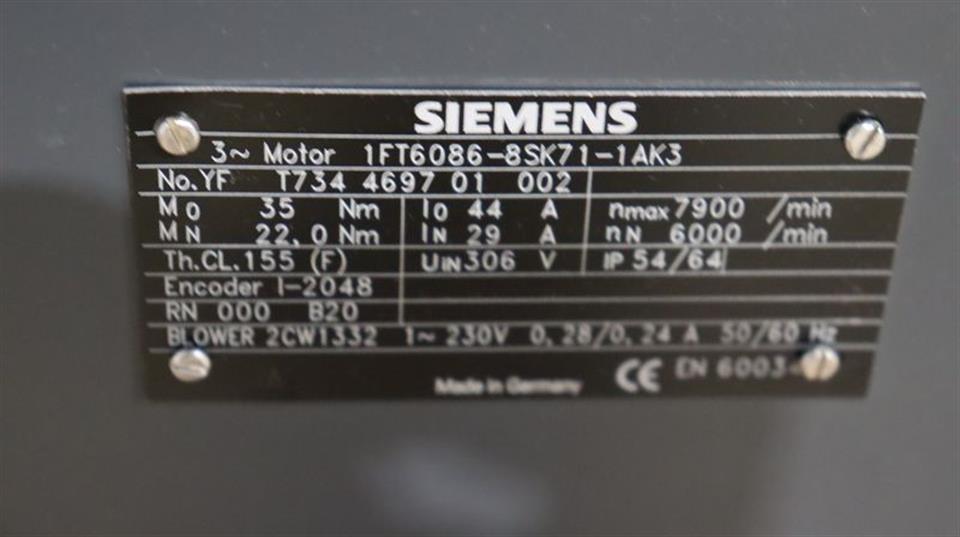 SIEMENS
3~ Motor 1FT6086-8SK71-1AK3
No.YF T734 4697 01 002
M0 35 Nm I0 44 A nmax 7900 /min
MN 22,0 Nm IN 29 A nN 6000 /min
Th.CL.155 (F) UIN 306 V IP 54/64
Encoder I-2048
RN 000 B20
BLOWER 2CW1332 1~ 230V 0,28/0,24 A 50/60 Hz
Made in Germany CE EN 6003